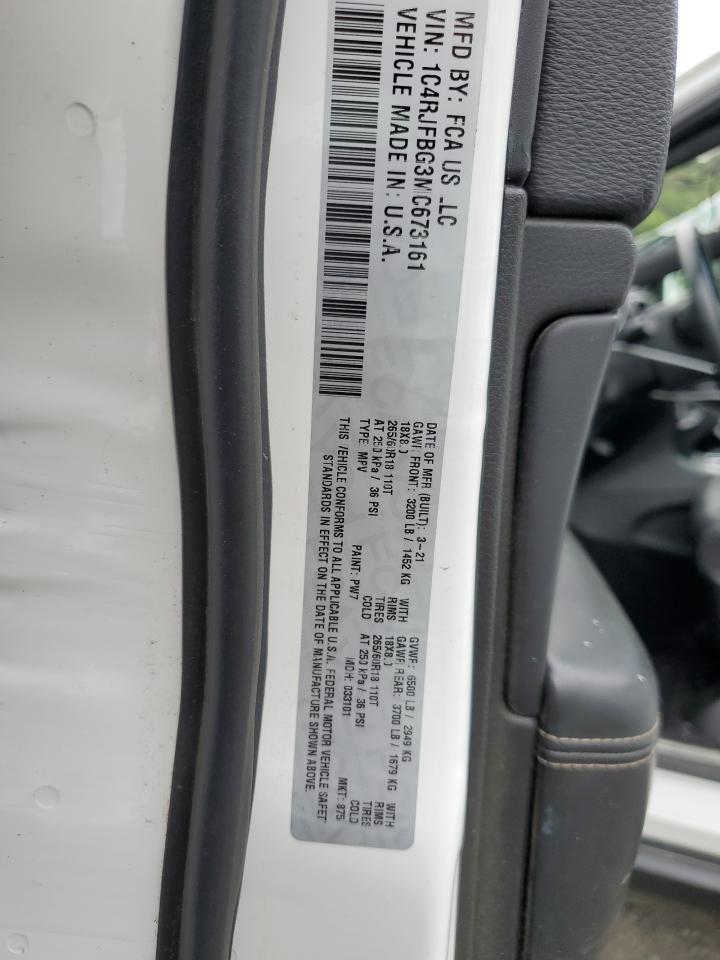 MFD BY: FCA US LLC
VIN: 1C4RJFBG3MC673161
VEHICLE MADE IN: U.S.A.
DATE OF MFR (BUILT): 3-21 GVWR: 6500 LB / 2949 KG
GAWR FRONT: 3200 LB / 1452 KG WITH GAWR REAR: 3700 LB / 1679 KG WITH
18X8.0 RIMS 18X8.0 RIMS
265/60R18 110T TIRES 265/60R18 110T TIRES
AT 250 kPa / 36 PSI COLD AT 250 kPa / 36 PSI COLD
TYPE: MPV PAINT: PW7 MDH: 033101 MKT: 875
THIS VEHICLE CONFORMS TO ALL APPLICABLE U.S.A. FEDERAL MOTOR VEHICLE SAFETY
STANDARDS IN EFFECT ON THE DATE OF MANUFACTURE SHOWN ABOVE.